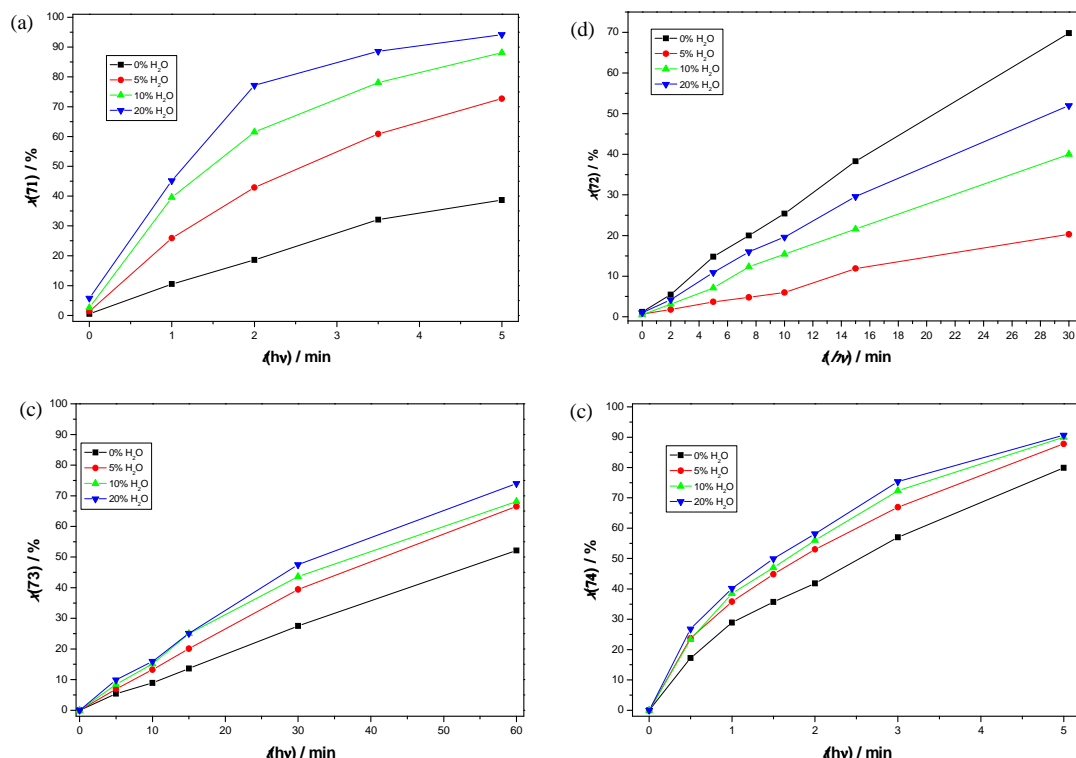 (a)
100
90
80
70
60
50
40
30
20
10
0
x(71) / %
0% H₂O
5% H₂O
10% H₂O
20% H₂O
0 1 2 3 4 5
t(hν) / min
(d)
70
60
50
40
30
20
10
0
x(72) / %
0% H₂O
5% H₂O
10% H₂O
20% H₂O
0 2 4 6 8 10 12 14 16 18 20 22 24 26 28 30
t(hν) / min
(c)
100
90
80
70
60
50
40
30
20
10
0
x(73) / %
0% H₂O
5% H₂O
10% H₂O
20% H₂O
0 10 20 30 40 50 60
t(hν) / min
(c)
100
90
80
70
60
50
40
30
20
10
0
x(74) / %
0% H₂O
5% H₂O
10% H₂O
20% H₂O
0 1 2 3 4 5
t(hν) / min